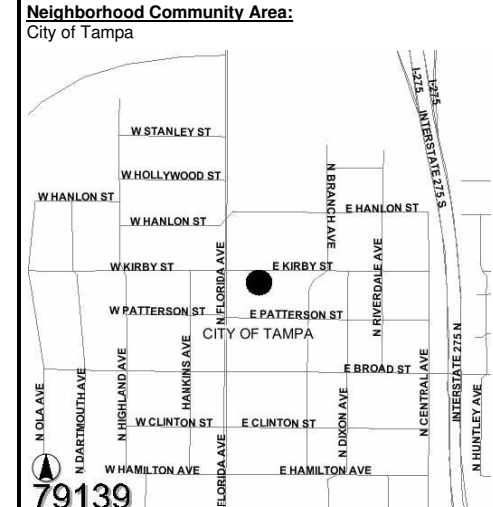 Neighborhood Community Area:
City of Tampa
I-275
I-275
INTERSTATE 275 S
W STANLEY ST
W HOLLYWOOD ST
W HANLON ST
N BRANCH AVE
E HANLON ST
W HANLON ST
N FLORIDA AVE
N RIVERDALE AVE
W KIRBY ST
E KIRBY ST
W PATTERSON ST
E PATTERSON ST
CITY OF TAMPA
INTERSTATE 275 N
E BROAD ST
N OLA AVE
N DARTMOUTH AVE
N HIGHLAND AVE
HANKINS AVE
N DIXON AVE
N CENTRAL AVE
N HUNTLEY AVE
W CLINTON ST
E CLINTON ST
FLORIDA AVE
W HAMILTON AVE
E HAMILTON AVE
79139